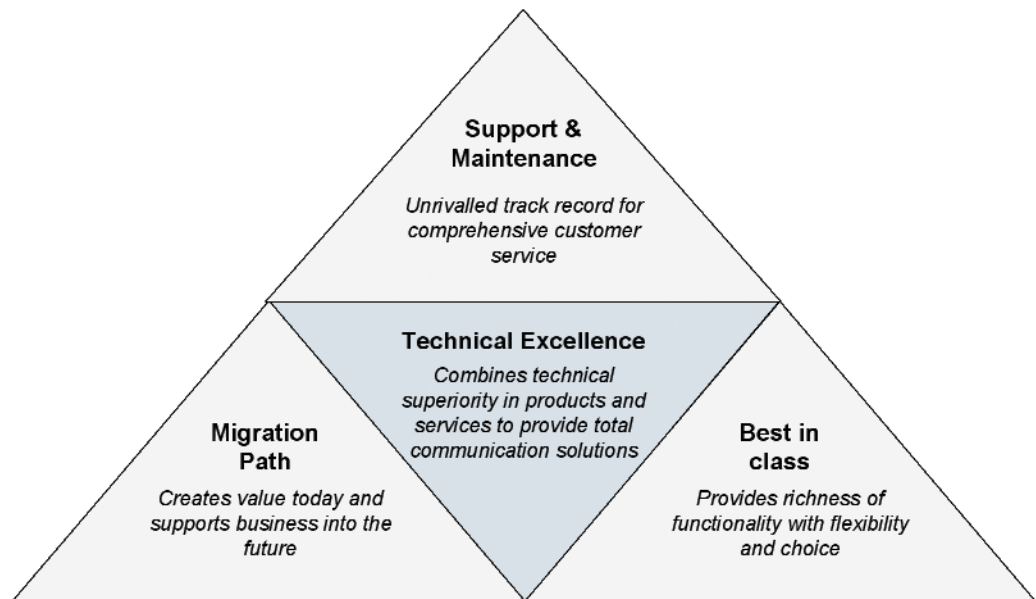 Support &
Maintenance
Unrivalled track record for
comprehensive customer
service
Technical Excellence
Combines technical
superiority in products and
services to provide total
communication solutions
Migration
Path
Creates value today and
supports business into the
future
Best in
class
Provides richness of
functionality with flexibility
and choice